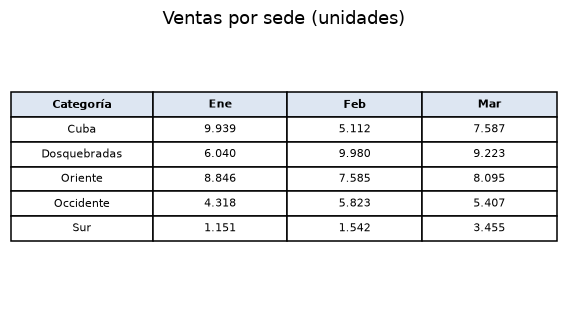 Ventas por sede (unidades)
Categoría Ene Feb Mar
Cuba 9.939 5.112 7.587
Dosquebradas 6.040 9.980 9.223
Oriente 8.846 7.585 8.095
Occidente 4.318 5.823 5.407
Sur 1.151 1.542 3.455